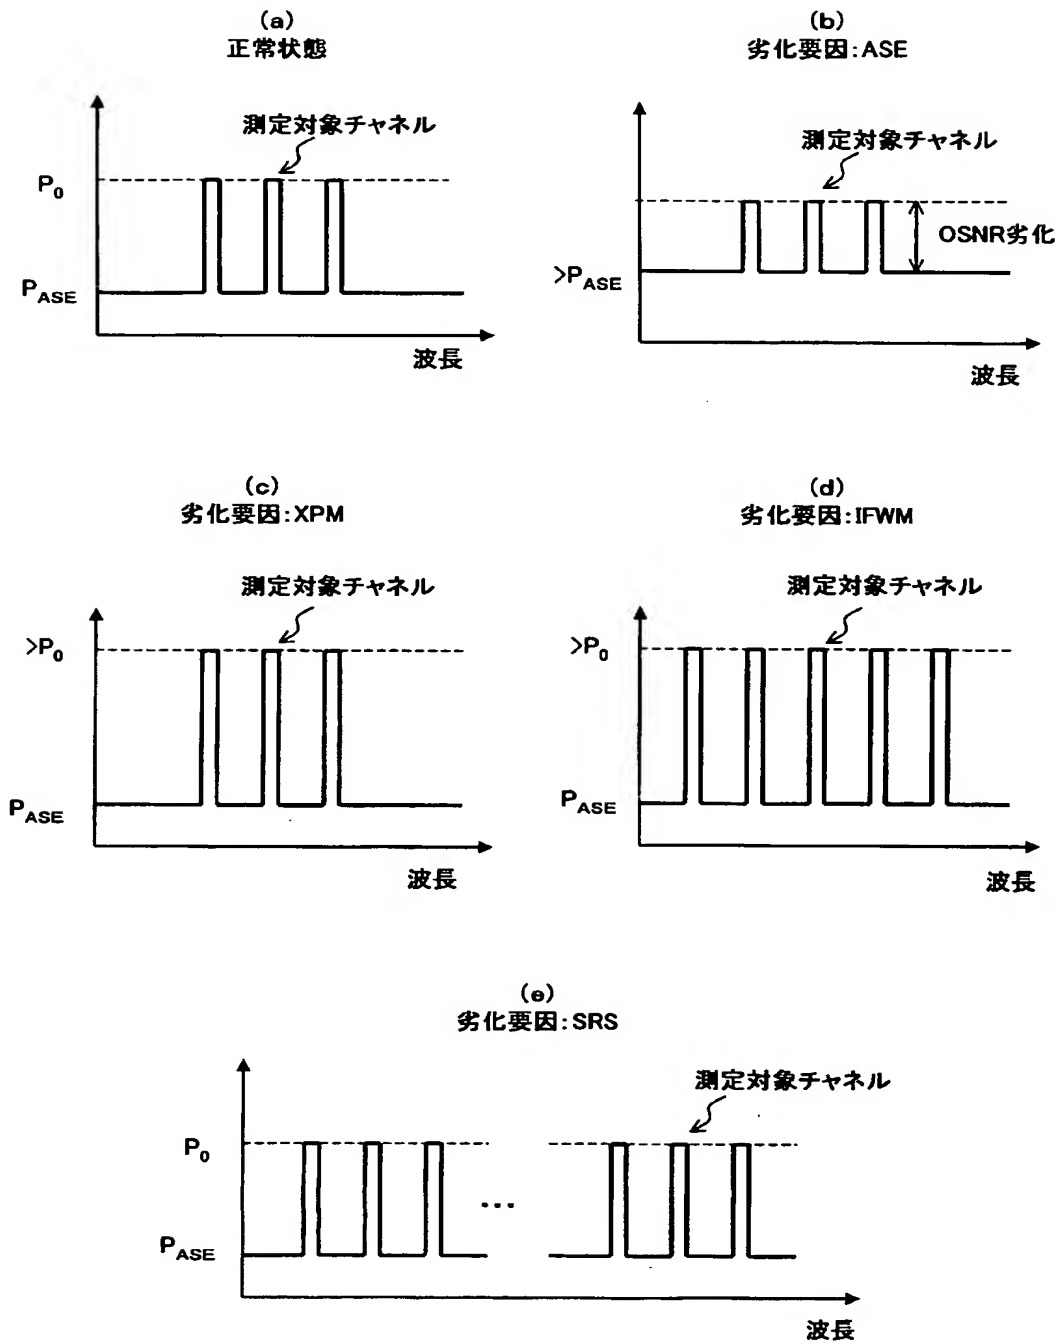 (a)
正常状態
測定対象チャネル
P0
PASE
波長
(b)
劣化要因:ASE
測定対象チャネル
OSNR劣化
>PASE
波長
(c)
劣化要因:XPM
測定対象チャネル
>P0
PASE
波長
(d)
劣化要因:IFWM
測定対象チャネル
>P0
PASE
波長
(e)
劣化要因:SRS
測定対象チャネル
P0
...
PASE
波長